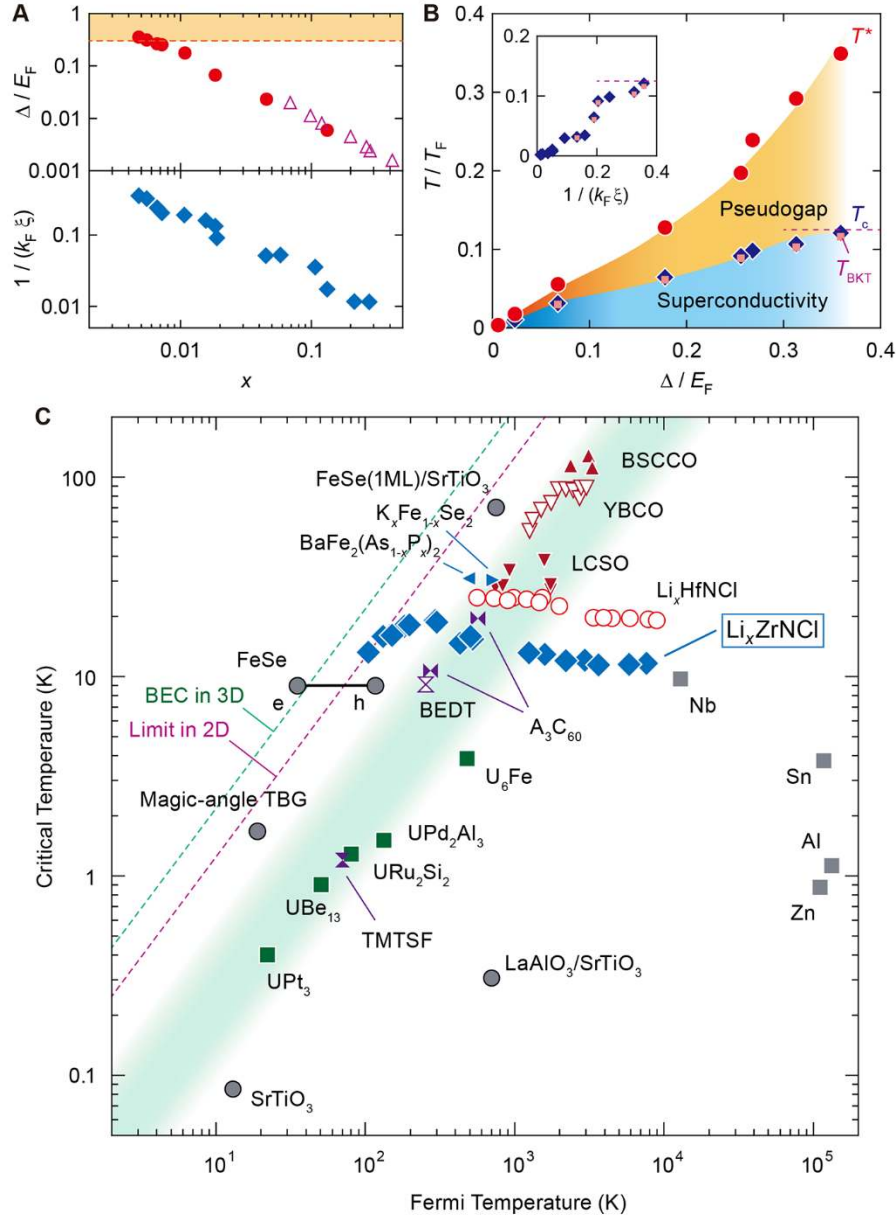 A
1
0.1
0.01
0.001
Δ / E_F
0.1
0.01
1 / (k_F ξ)
0.01
0.1
x
B
0.4
0.3
0.2
0.1
0
T / T_F
0
0.1
0.2
0.3
0.4
Δ / E_F
0.2
0.1
0
0
0.2
0.4
1 / (k_F ξ)
T*
Pseudogap
T_c
T_BKT
Superconductivity
C
100
10
1
0.1
Critical Temperaure (K)
10^1
10^2
10^3
10^4
10^5
Fermi Temperature (K)
BSCCO
FeSe(1ML)/SrTiO_3
K_xFe_{1-x}Se_2
YBCO
BaFe_2(As_{1-x}P_x)_2
LCSO
Li_xHfNCl
Li_xZrNCl
FeSe
BEC in 3D
e
h
Nb
Limit in 2D
BEDT
A_3C_60
Magic-angle TBG
U_6Fe
Sn
UPd_2Al_3
Al
URu_2Si_2
UBe_13
Zn
TMTSF
UPt_3
LaAlO_3/SrTiO_3
SrTiO_3